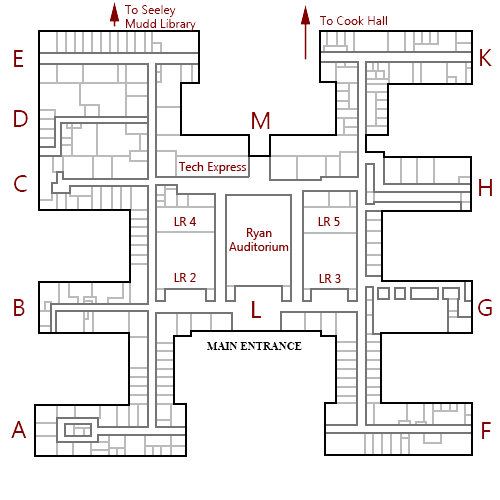 To Seeley
Mudd Library
To Cook Hall
E
K
D
M
Tech Express
C
H
LR 4
LR 5
Ryan
Auditorium
LR 2
LR 3
B
L
G
MAIN ENTRANCE
A
F